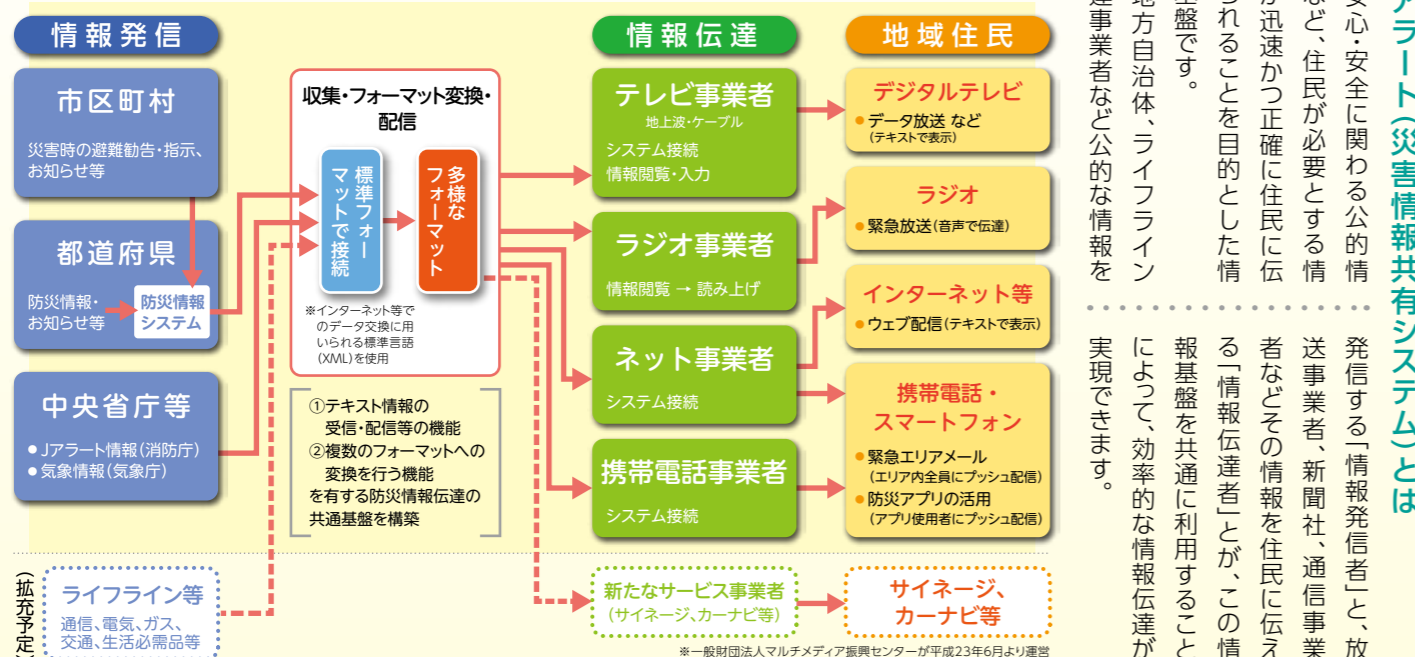 アラート(災害情報共有システム)とは
安心・安全に関わる公的情
など、住民が必要とする情
が迅速かつ正確に住民に伝
られることを目的とした情
基盤です。
地方自治体、ライフライン
連事業者など公的な情報を
発信する「情報発信者」と、放
送事業者、新聞社、通信事業
者などその情報を住民に伝え
る「情報伝達者」とが、この情
報基盤を共通に利用すること
によって、効率的な情報伝達が
実現できます。
情報発信
市区町村
災害時の避難勧告・指示、
お知らせ等
都道府県
防災情報・
お知らせ等
防災情報
システム
中央省庁等
●Jアラート情報(消防庁)
●気象情報(気象庁)
(拡充予定)
ライフライン等
通信、電気、ガス、
交通、生活必需品等
収集・フォーマット変換・
配信
標準フォー
マットで接続
多様な
フォーマット
※インターネット等で
のデータ交換に用
いられる標準言語
(XML)を使用
①テキスト情報の
受信・配信等の機能
②複数のフォーマットへの
変換を行う機能
を有する防災情報伝達の
共通基盤を構築
情報伝達
テレビ事業者
地上波・ケーブル
システム接続
情報閲覧・入力
ラジオ事業者
情報閲覧 → 読み上げ
ネット事業者
システム接続
携帯電話事業者
システム接続
新たなサービス事業者
(サイネージ、カーナビ等)
地域住民
デジタルテレビ
●データ放送 など
(テキストで表示)
ラジオ
●緊急放送(音声で伝達)
インターネット等
●ウェブ配信(テキストで表示)
携帯電話・
スマートフォン
●緊急エリアメール
(エリア内全員にプッシュ配信)
●防災アプリの活用
(アプリ使用者にプッシュ配信)
サイネージ、
カーナビ等
※一般財団法人マルチメディア振興センターが平成23年6月より運営